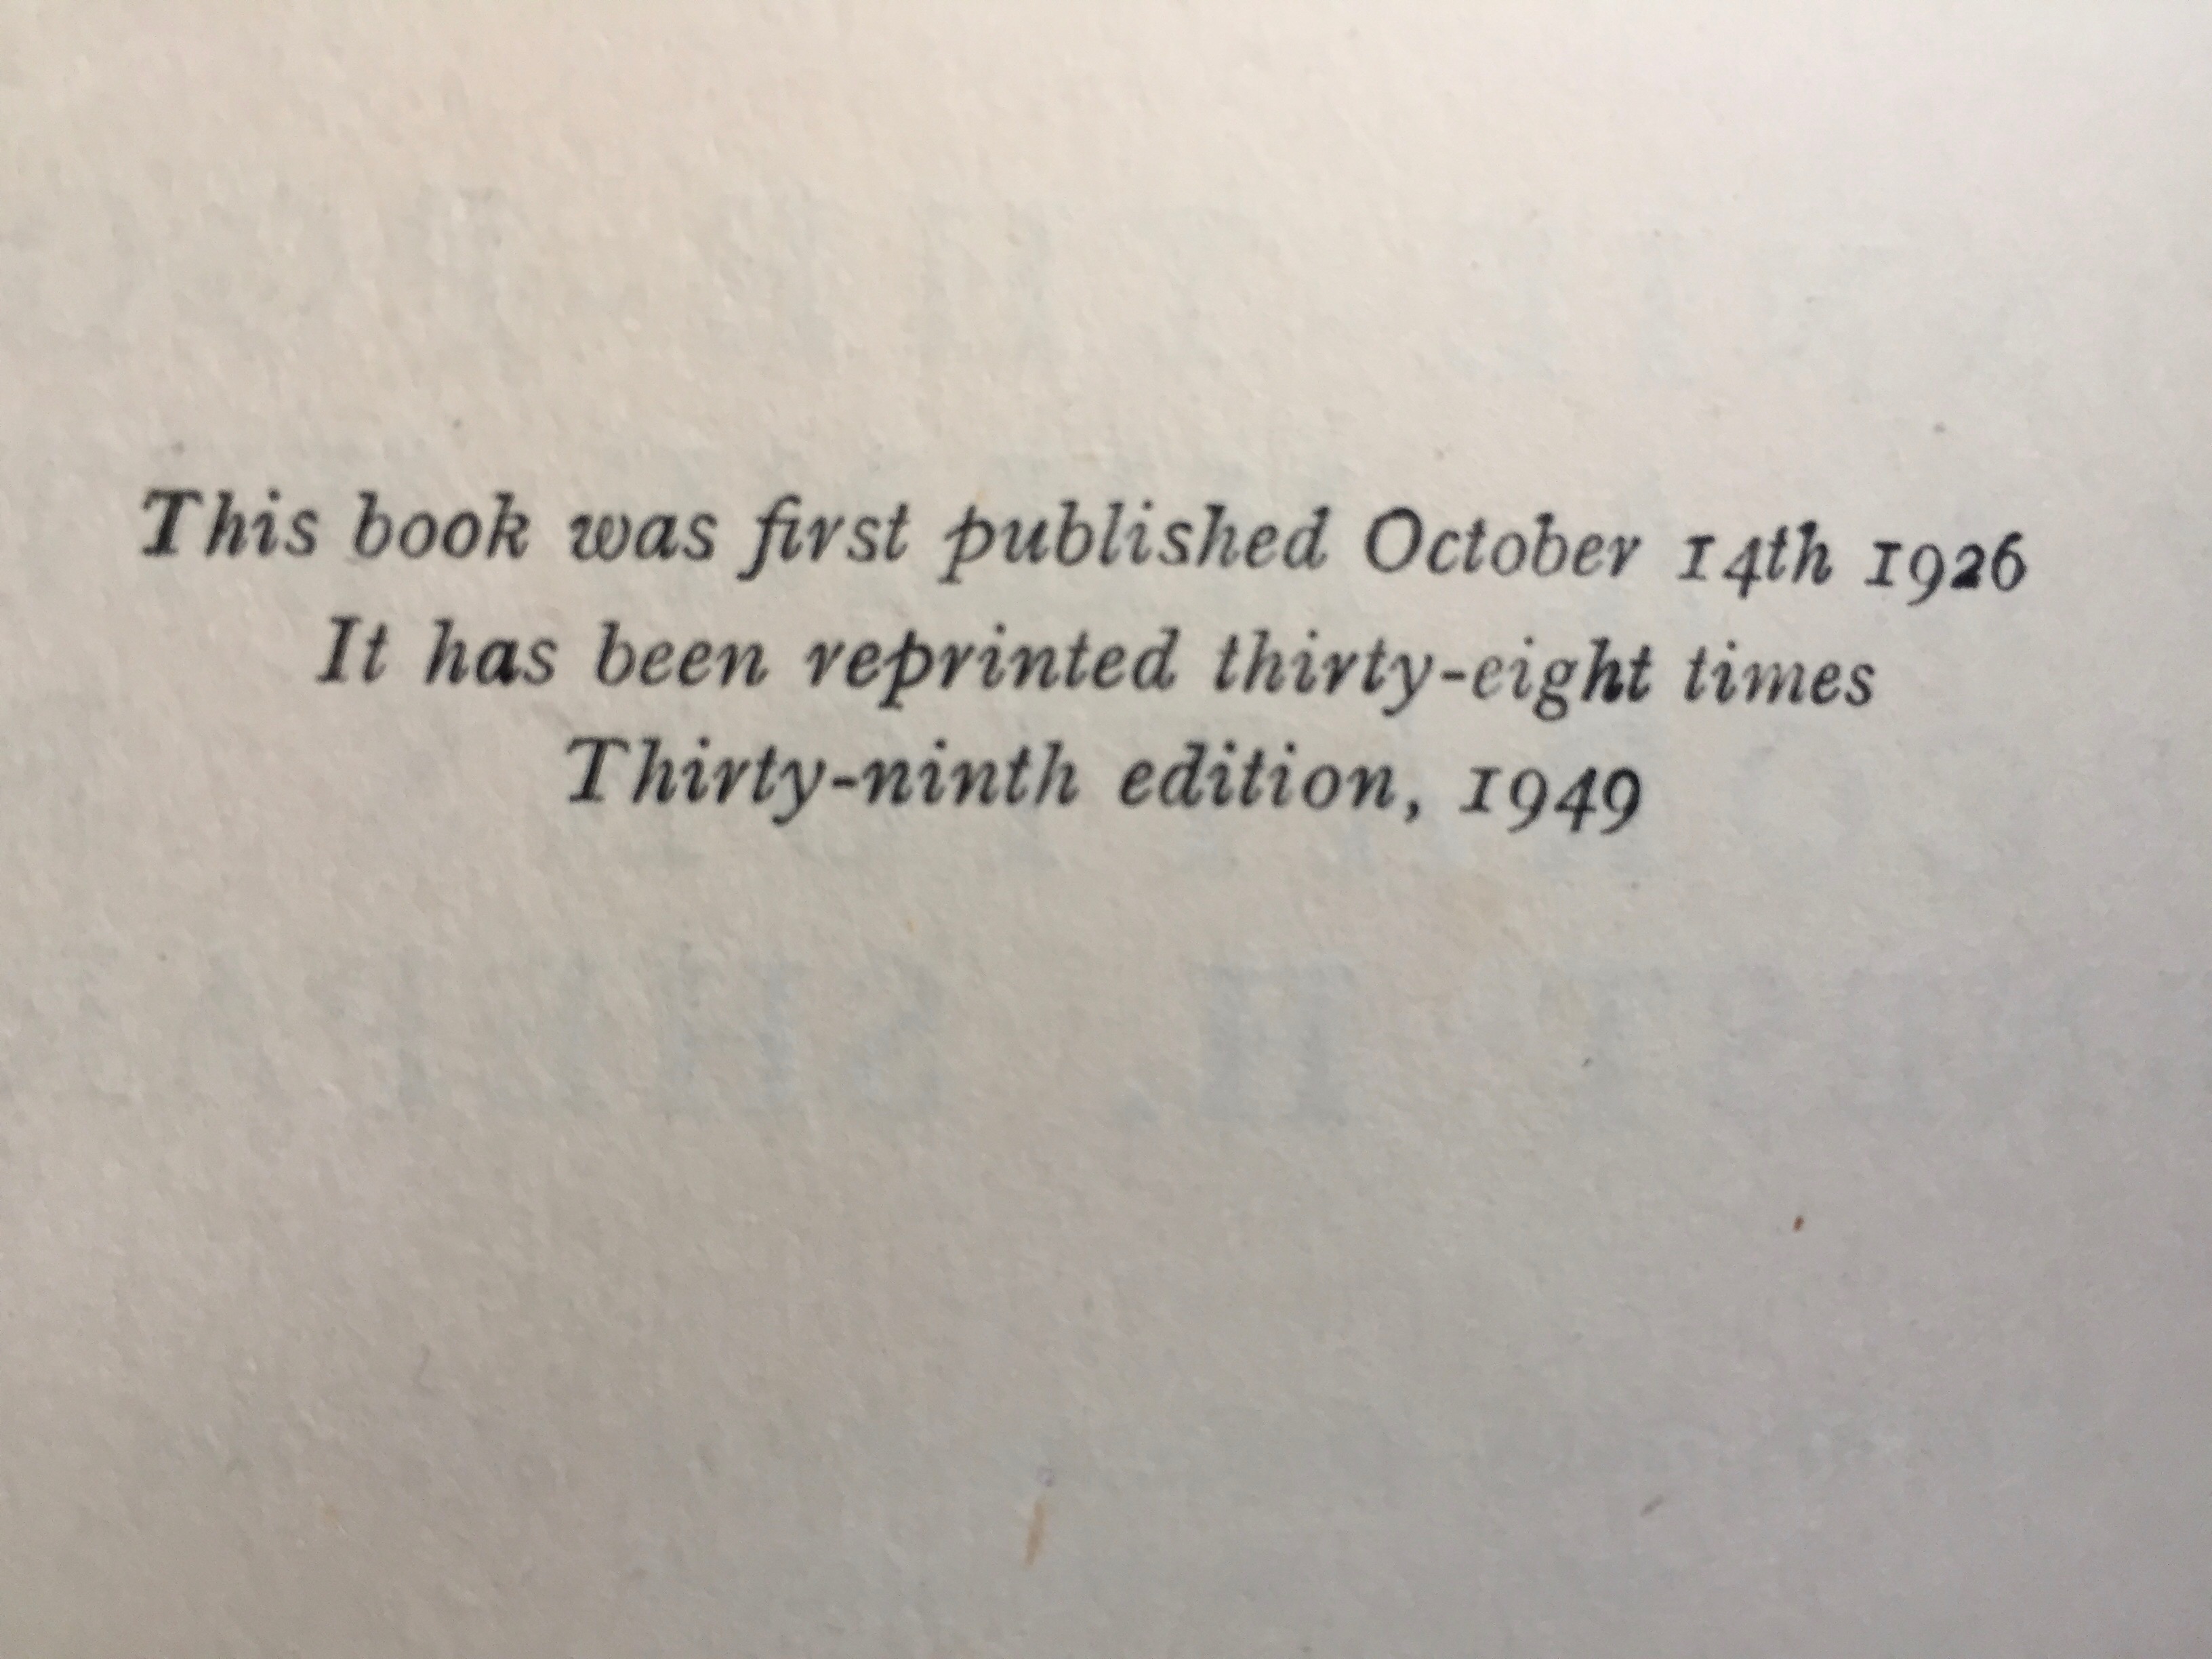 This book was first published October 14th 1926
It has been reprinted thirty-eight times
Thirty-ninth edition, 1949